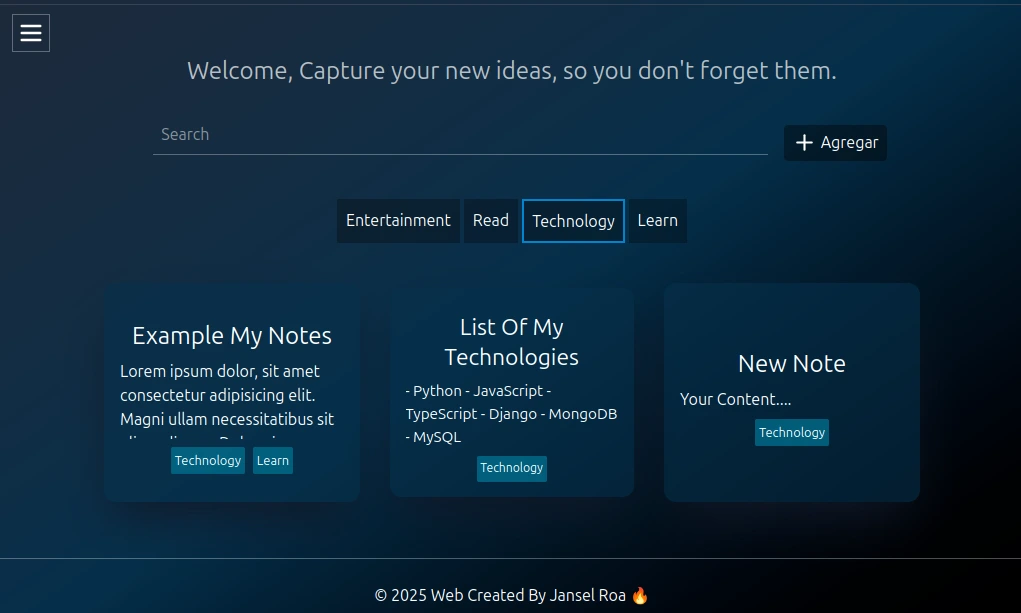 Welcome, Capture your new ideas, so you don't forget them.
Search
Agregar
Entertainment
Read
Technology
Learn
Example My Notes
Lorem ipsum dolor, sit amet
consectetur adipisicing elit.
Magni ullam necessitatibus sit
Technology
Learn
List Of My
Technologies
- Python - JavaScript -
TypeScript - Django - MongoDB
- MySQL
Technology
New Note
Your Content....
Technology
© 2025 Web Created By Jansel Roa 🔥